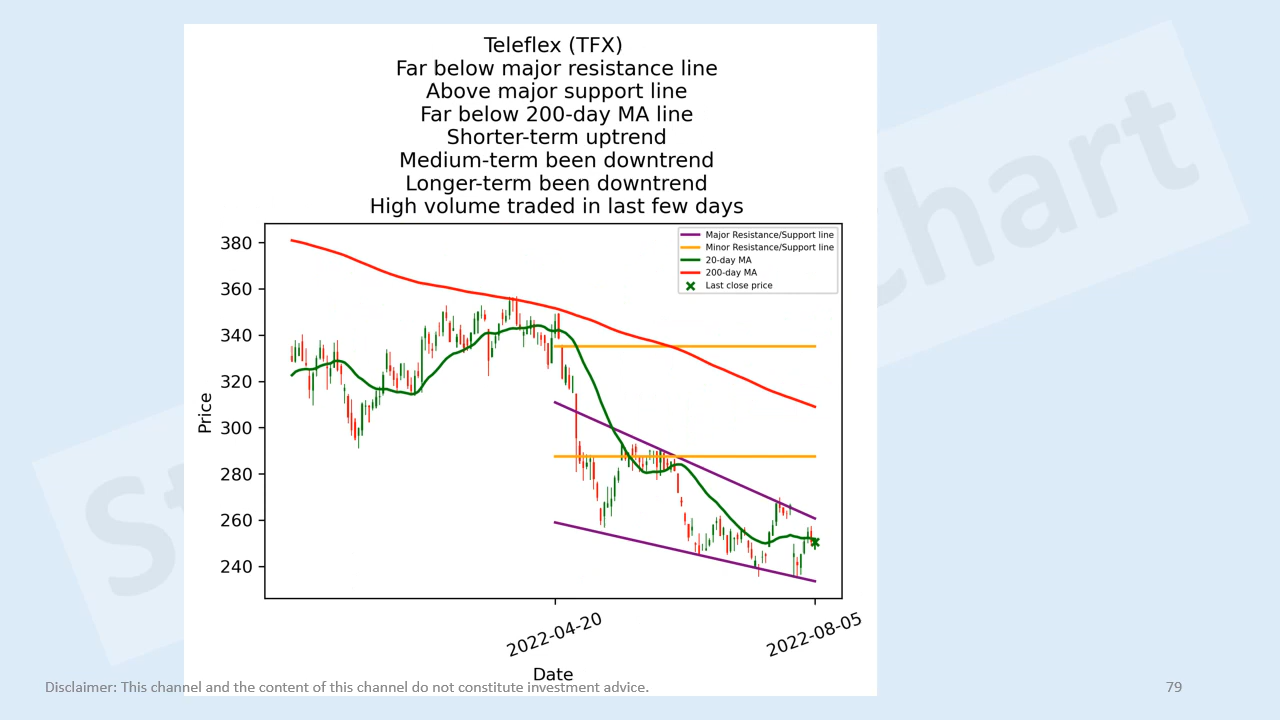 Teleflex (TFX)
Far below major resistance line
Above major support line
Far below 200-day MA line
Shorter-term uptrend
Medium-term been downtrend
Longer-term been downtrend
High volume traded in last few days
Major Resistance/Support line
Minor Resistance/Support line
20-day MA
200-day MA
Last close price
380
360
340
320
300
280
260
240
Price
2022-04-20
2022-08-05
Date
Disclaimer: This channel and the content of this channel do not constitute investment advice.
79